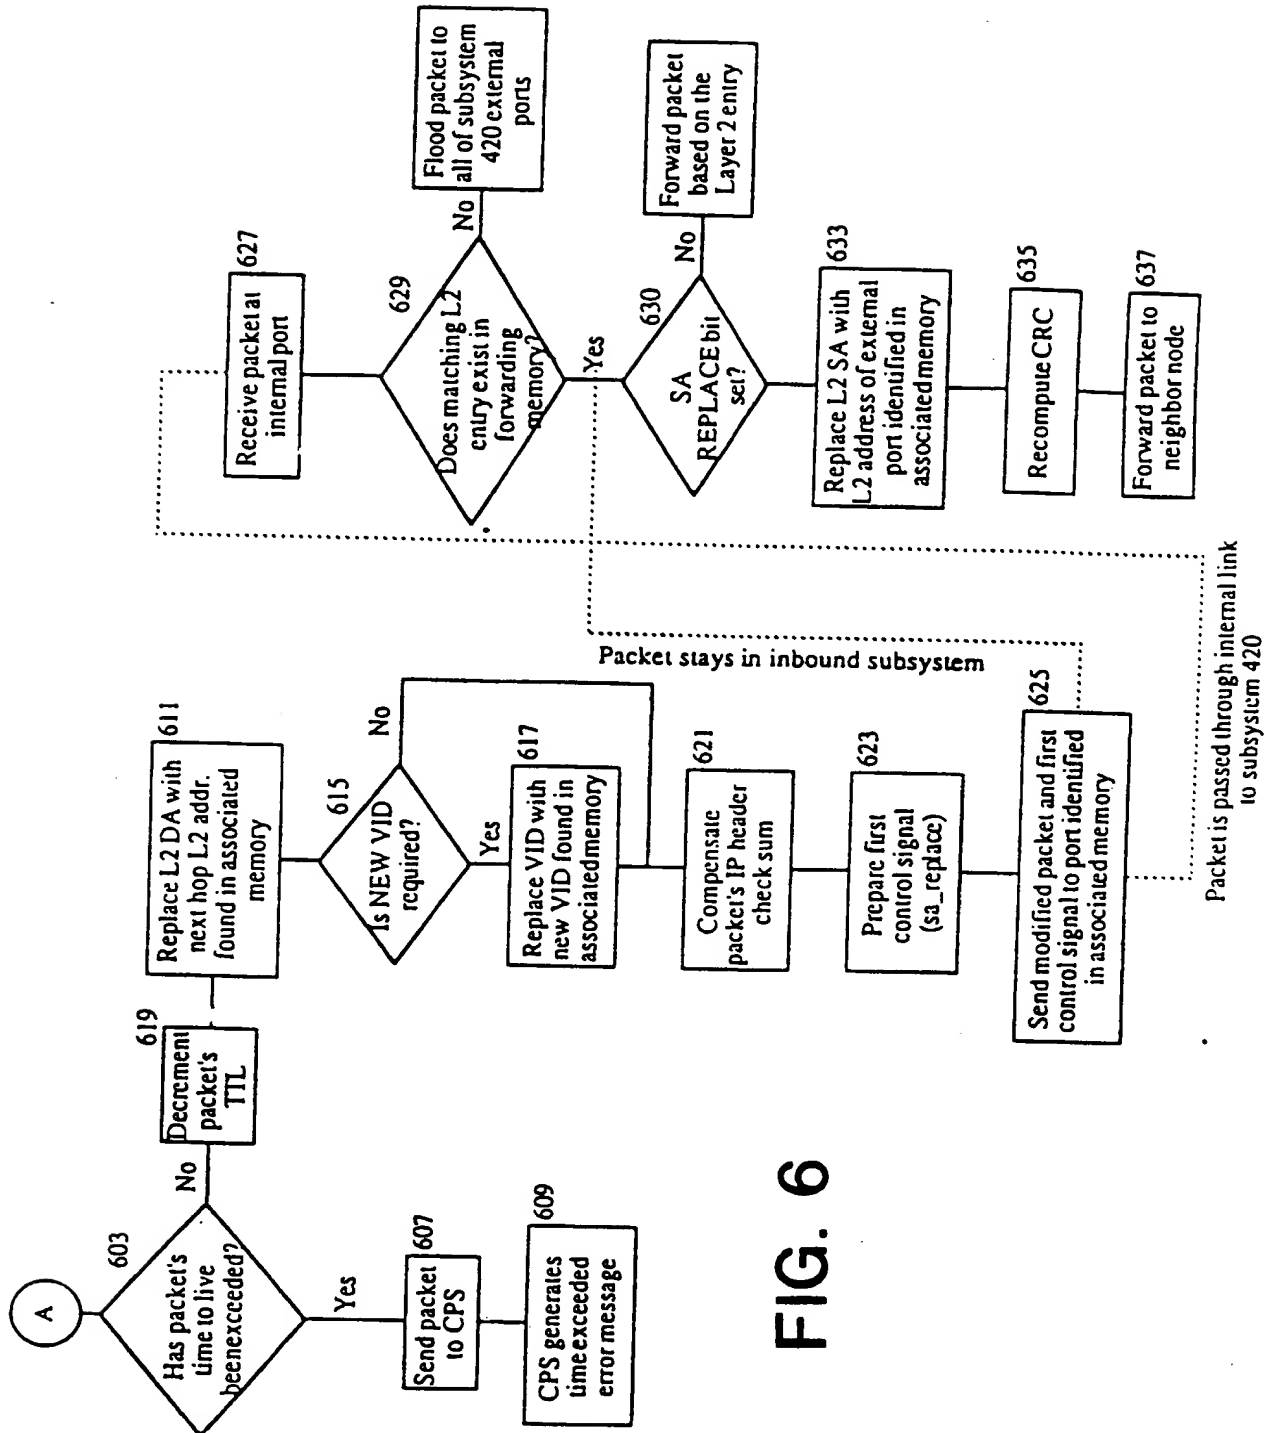 A
603
Has packet's
time to live
beenexceeded?
No
Yes
607
Send packet
to CPS
609
CPS generates
time exceeded
error message
619
Decrement
packet's
TTL
611
Replace L2 DA with
next hop L2 addr.
found in associated
memory
615
Is NEW VID
required?
No
Yes
617
Replace VID with
new VID found in
associated memory
621
Compensate
packet's IP header
check sum
623
Prepare first
control signal
(sa_replace)
625
Send modified packet and first
control signal to port identified
in associated memory
Packet stays in inbound subsystem
Packet is passed through internal link
to subsystem 420
627
Receive packet at
internal port
629
Does matching L2
entry exist in
forwarding
memory?
No
Flood packet to
all of subsystem
420 external
ports
Yes
630
SA
REPLACE bit
set?
No
Forward packet
based on the
Layer 2 entry
633
Replace L2 SA with
L2 address of external
port identified in
associated memory
635
Recompute CRC
637
Forward packet to
neighbor node
FIG. 6